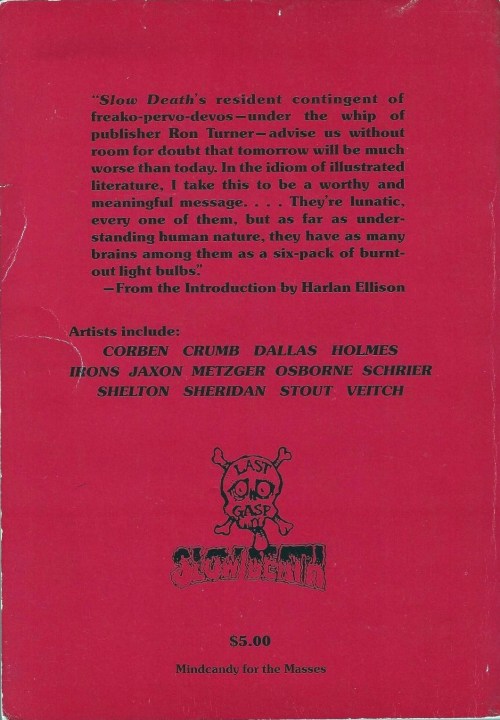 “Slow Death's resident contingent of
freako-pervo-devos—under the whip of
publisher Ron Turner—advise us without
room for doubt that tomorrow will be much
worse than today. In the idiom of illustrated
literature, I take this to be a worthy and
meaningful message. . . . They're lunatic,
every one of them, but as far as under-
standing human nature, they have as many
brains among them as a six-pack of burnt-
out light bulbs.”
—From the Introduction by Harlan Ellison
Artists include:
CORBEN CRUMB DALLAS HOLMES
IRONS JAXON METZGER OSBORNE SCHRIER
SHELTON SHERIDAN STOUT VEITCH
LAST
GASP
SLOW DEATH
$5.00
Mindcandy for the Masses